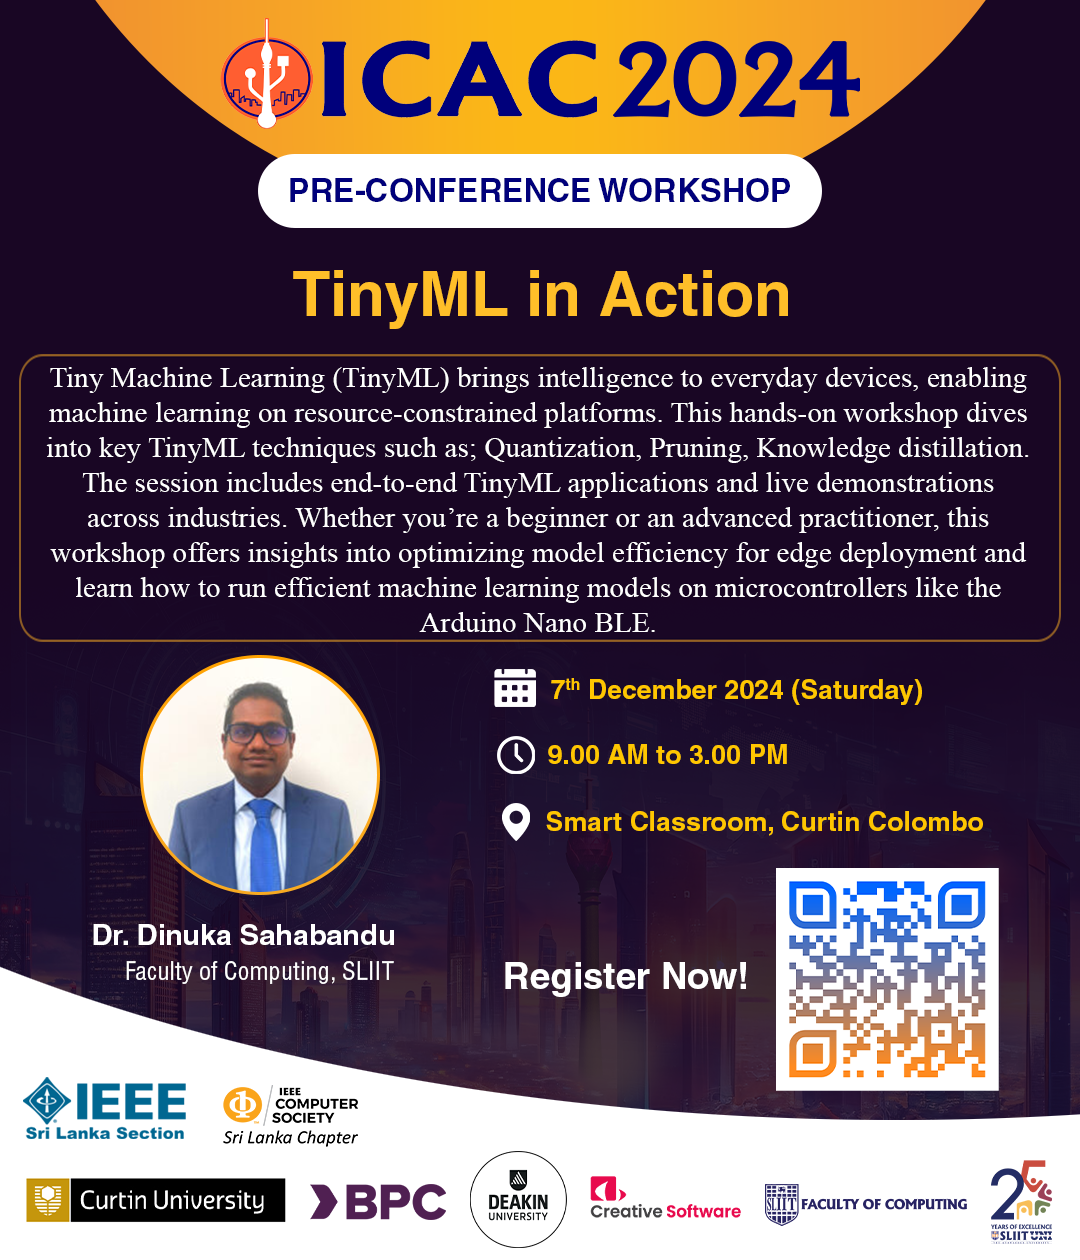 ICAC 2024
PRE-CONFERENCE WORKSHOP
TinyML in Action
Tiny Machine Learning (TinyML) brings intelligence to everyday devices, enabling
machine learning on resource-constrained platforms. This hands-on workshop dives
into key TinyML techniques such as; Quantization, Pruning, Knowledge distillation.
The session includes end-to-end TinyML applications and live demonstrations
across industries. Whether you’re a beginner or an advanced practitioner, this
workshop offers insights into optimizing model efficiency for edge deployment and
learn how to run efficient machine learning models on microcontrollers like the
Arduino Nano BLE.
7th December 2024 (Saturday)
9.00 AM to 3.00 PM
Smart Classroom, Curtin Colombo
Dr. Dinuka Sahabandu
Faculty of Computing, SLIIT
Register Now!
IEEE
Sri Lanka Section
IEEE
COMPUTER
SOCIETY
Sri Lanka Chapter
Curtin University
BPC
DEAKIN
UNIVERSITY
Creative Software
SLIIT
FACULTY OF COMPUTING
25
YEARS OF EXCELLENCE
SLIIT UNI